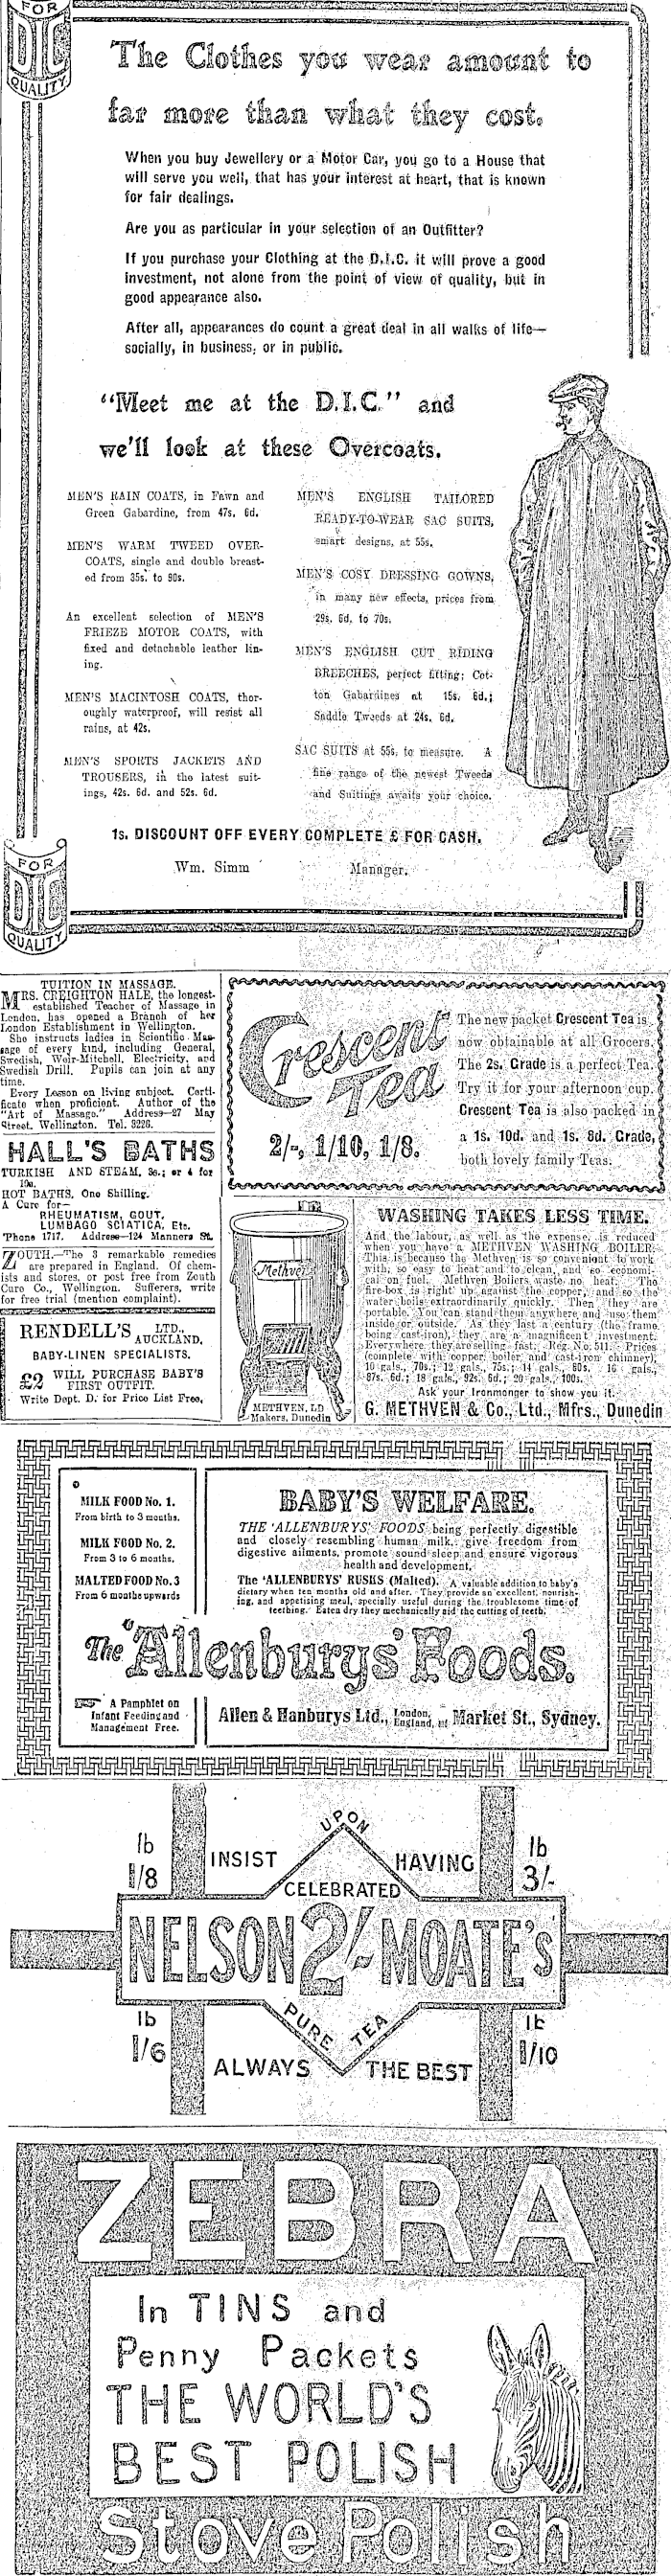 FOR
DIC
QUALITY
The Clothes you wear amount to
far more than what they cost.
When you buy Jewellery or a Motor Car, you go to a House that
will serve you well, that has your interest at heart, that is known
for fair dealings.
Are you as particular in your selection of an Outfitter?
If you purchase your Clothing at the D.I.C. it will prove a good
investment, not alone from the point of view of quality, but in
good appearance also.
After all, appearances do count a great deal in all walks of life—
socially, in business, or in public.
"Meet me at the D.I.C." and
we'll look at these Overcoats.
MEN'S RAIN COATS, in Fawn and
Green Gabardine, from 47s. 6d.
MEN'S WARM TWEED OVER-
COATS, single and double breast-
ed from 35s. to 90s.
An excellent selection of MEN'S
FRIEZE MOTOR COATS, with
fixed and detachable leather lin-
ing.
MEN'S MACINTOSH COATS, thor-
oughly waterproof, will resist all
rains, at 42s.
MEN'S SPORTS JACKETS AND
TROUSERS, in the latest suit-
ings, 42s. 6d. and 52s. 6d.
MEN'S ENGLISH TAILORED
READY-TO-WEAR SAC SUITS,
smart designs, at 55s.
MEN'S COSY DRESSING GOWNS,
in many new effects, prices from
29s. 6d. to 70s.
MEN'S ENGLISH CUT RIDING
BREECHES, perfect fitting; Cot-
ton Gabardines at 15s. 6d.;
Saddle Tweeds at 24s. 6d.
SAC SUITS at 55s. to measure. A
fine range of the newest Tweeds
and Suitings awaits your choice.
1s. DISCOUNT OFF EVERY COMPLETE £ FOR CASH.
Wm. Simm Manager.
FOR
DIC
QUALITY
TUITION IN MASSAGE.
MRS. CREIGHTON HALE, the longest-
established Teacher of Massage in
London, has opened a Branch of her
London Establishment in Wellington.
She instructs ladies in Scientific Mas-
sage of every kind, including General,
Swedish, Weir-Mitchell, Electricity, and
Swedish Drill. Pupils can join at any
time.
Every Lesson on living subject. Certi-
ficate when proficient. Author of the
"Art of Massage." Address—27 May
Street, Wellington. Tel. 3226.
HALL'S BATHS
TURKISH AND STEAM, 3s.; or 4 for
10s.
HOT BATHS, One Shilling.
A Cure for—
RHEUMATISM, GOUT,
LUMBAGO SCIATICA, Etc.
'Phone 1717. Address—124 Manners St.
ZOUTH.—The 3 remarkable remedies
are prepared in England. Of chem-
ists and stores, or post free from Zouth
Cure Co., Wellington. Sufferers, write
for free trial (mention complaint).
RENDELL'S LTD.,
AUCKLAND,
BABY-LINEN SPECIALISTS.
£2 WILL PURCHASE BABY'S
FIRST OUTFIT.
Write Dept. D. for Price List Free.
Crescent
Tea
2/-, 1/10, 1/8.
The new packet Crescent Tea is
now obtainable at all Grocers.
The 2s. Grade is a perfect Tea.
Try it for your afternoon cup.
Crescent Tea is also packed in
a 1s. 10d. and 1s. 8d. Grade,
both lovely family Teas.
Methven
METHVEN, LD
Makers, Dunedin
WASHING TAKES LESS TIME.
And the labour, as well as the expense, is reduced
when you have a METHVEN WASHING BOILER.
This is because the Methven is so convenient to work
with, so easy to heat and to clean, and so economi-
cal on fuel. Methven Boilers waste no heat. The
fire-box is right up against the copper, and so the
water boils extraordinarily quickly. Then they are
portable. You can stand them anywhere and use them
inside or outside. As they last a century (the frame
being cast-iron), they are a magnificent investment.
Everywhere they are selling fast. Reg. No. 511. Prices
(complete with copper, boiler and cast-iron chimney),
10 gals., 70s.; 12 gals., 75s.; 14 gals., 80s. 16 gals.,
87s. 6d.; 18 gals., 92s. 6d.; 20 gals., 100s.
Ask your Ironmonger to show you it.
G. METHVEN & Co., Ltd., Mfrs., Dunedin
MILK FOOD No. 1.
From birth to 3 months.
MILK FOOD No. 2.
From 3 to 6 months.
MALTED FOOD No. 3
From 6 months upwards
BABY'S WELFARE.
THE 'ALLENBURYS' FOODS being perfectly digestible
and closely resembling human milk, give freedom from
digestive ailments, promote sound sleep and ensure vigorous
health and development.
The 'ALLENBURYS' RUSKS (Malted). A valuable addition to baby's
dietary when ten months old and after. They provide an excellent, nourish-
ing, and appetising meal, specially useful during the troublesome time of
teething. Eaten dry they mechanically aid the cutting of teeth.
The 'Allenburys' Foods.
A Pamphlet on
Infant Feeding and
Management Free.
Allen & Hanburys Ltd., London, England, and Market St., Sydney.
lb
1/8
INSIST
UPON
HAVING
lb
3/-
CELEBRATED
NELSON 2/- MOATE'S
lb
1/6
PURE TEA
lb
1/10
ALWAYS THE BEST
ZEBRA
In TINS and
Penny Packets
THE WORLD'S
BEST POLISH
Stove Polish